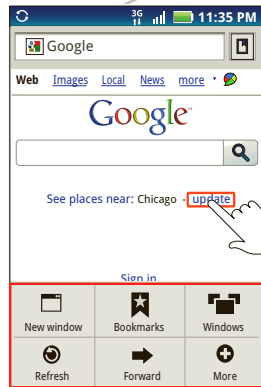 3G 11:35 PM
Google
Web Images Local News more
Google
See places near: Chicago - update
Sign in
New window Bookmarks Windows
Refresh Forward More